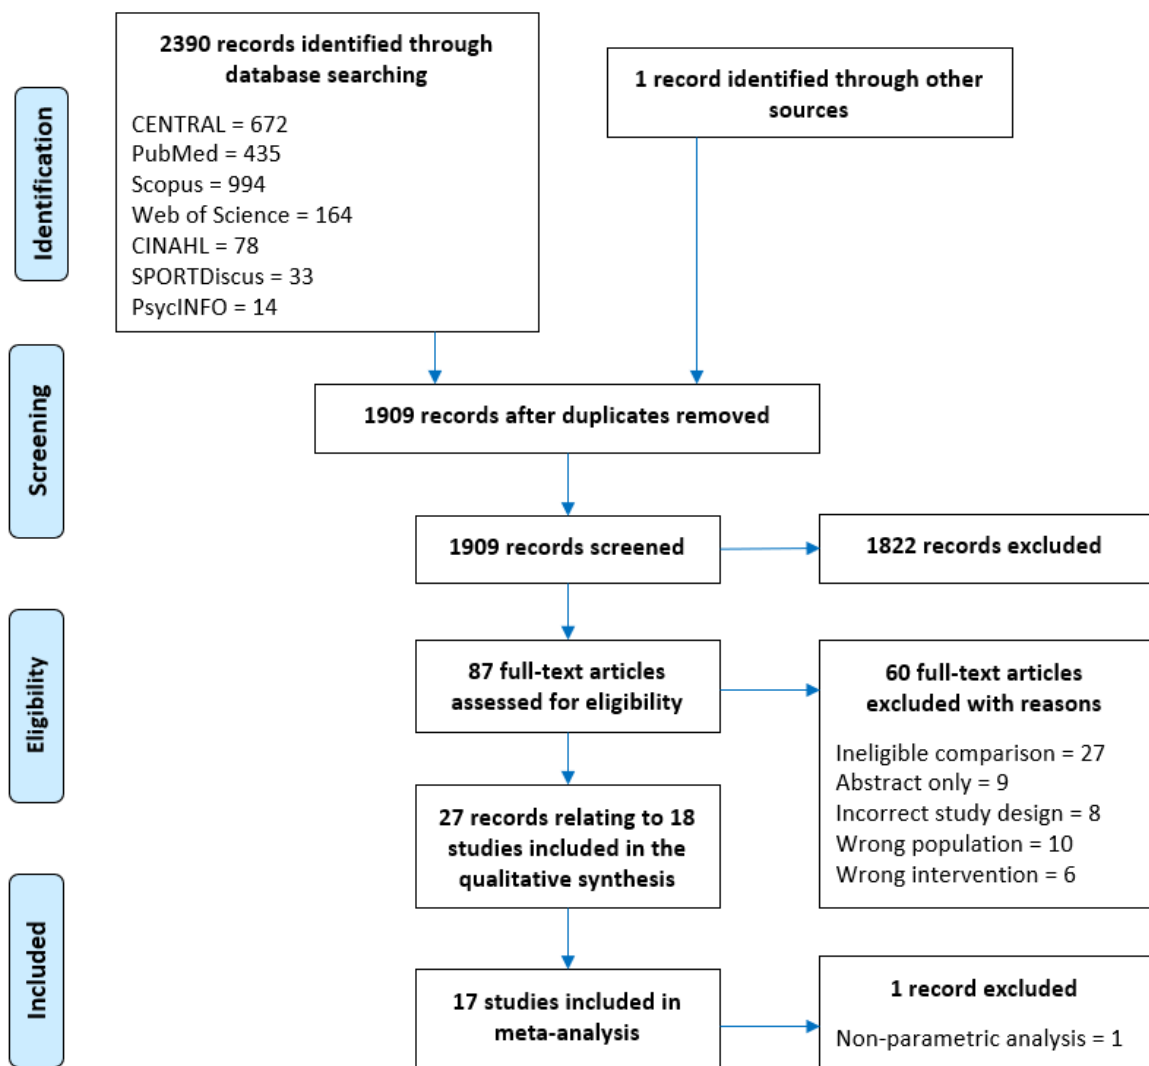 2390 records identified through
database searching
CENTRAL = 672
PubMed = 435
Scopus = 994
Web of Science = 164
CINAHL = 78
SPORTDiscus = 33
PsycINFO = 14
1 record identified through other
sources
Identification
1909 records after duplicates removed
Screening
1909 records screened
1822 records excluded
87 full-text articles
assessed for eligibility
60 full-text articles
excluded with reasons
Ineligible comparison = 27
Abstract only = 9
Incorrect study design = 8
Wrong population = 10
Wrong intervention = 6
Eligibility
27 records relating to 18
studies included in the
qualitative synthesis
Included
17 studies included in
meta-analysis
1 record excluded
Non-parametric analysis = 1